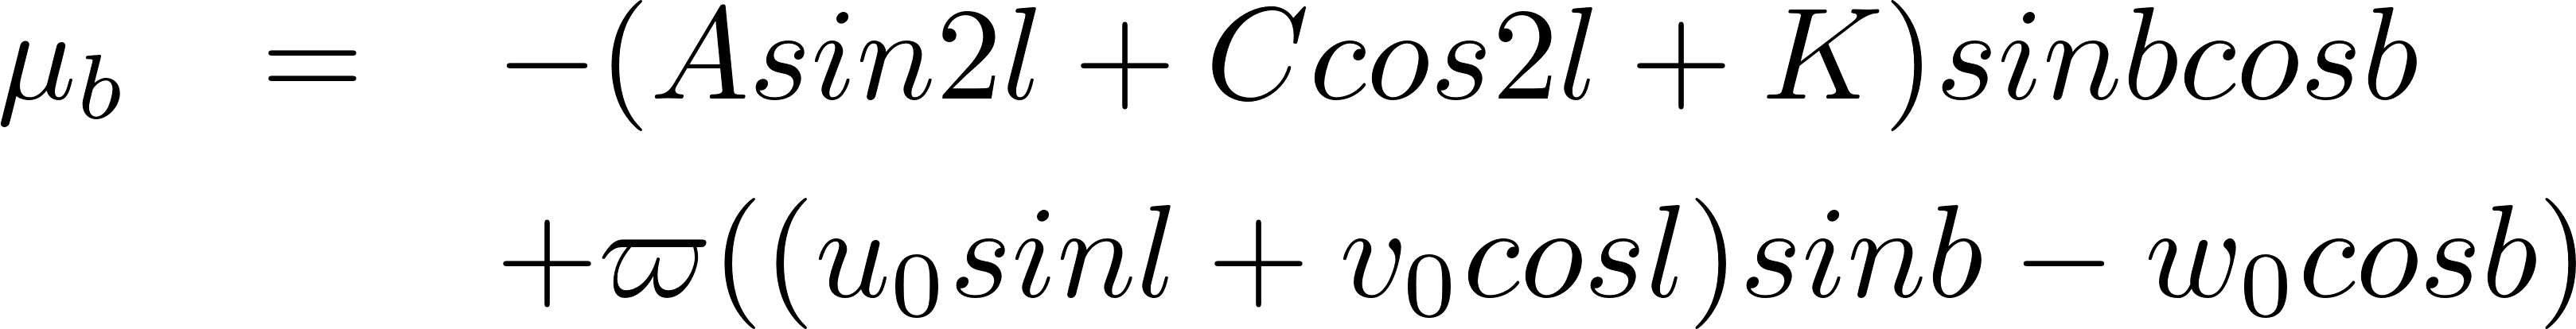 μ_b = −(Asin2l + Ccos2l + K)sinbcosb
+ϖ((u_0sinl + v_0cosl)sinb − w_0cosb)